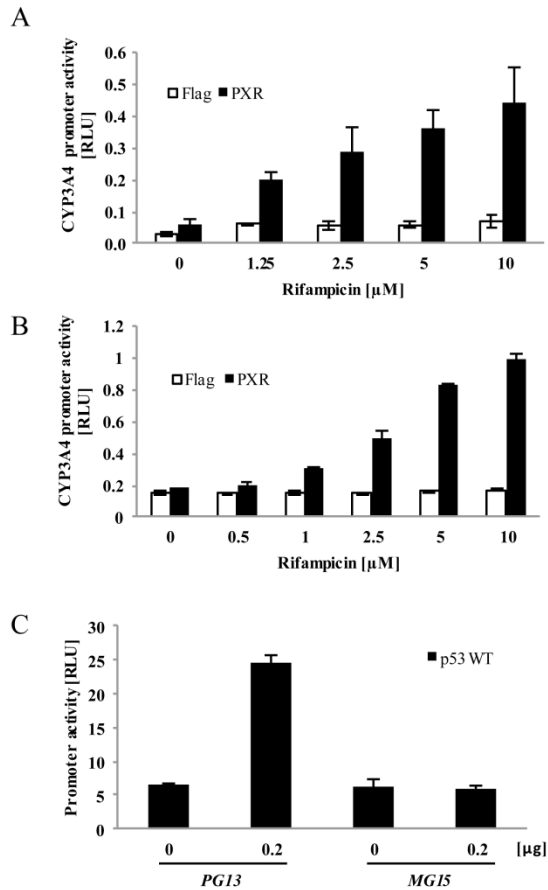 A
CYP3A4 promoter activity
[RLU]
0.6
0.5
0.4
0.3
0.2
0.1
0.0
Flag PXR
0 1.25 2.5 5 10
Rifampicin [µM]
B
CYP3A4 promoter activity
[RLU]
1.2
1
0.8
0.6
0.4
0.2
0
Flag PXR
0 0.5 1 2.5 5 10
Rifampicin [µM]
C
Promoter activity [RLU]
30
25
20
15
10
5
0
p53 WT
0 0.2 0 0.2 [µg]
PG13 MG15